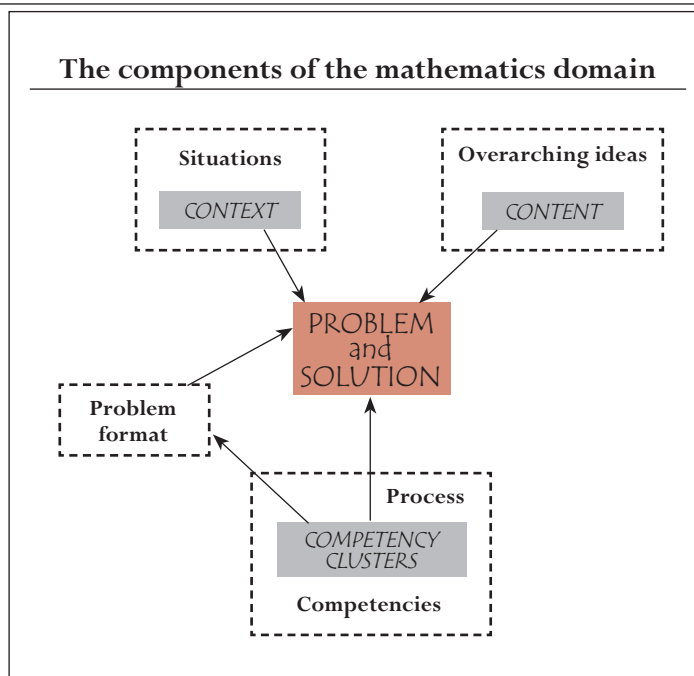 The components of the mathematics domain
Situations
CONTEXT
Overarching ideas
CONTENT
PROBLEM
and
SOLUTION
Problem
format
Process
COMPETENCY
CLUSTERS
Competencies